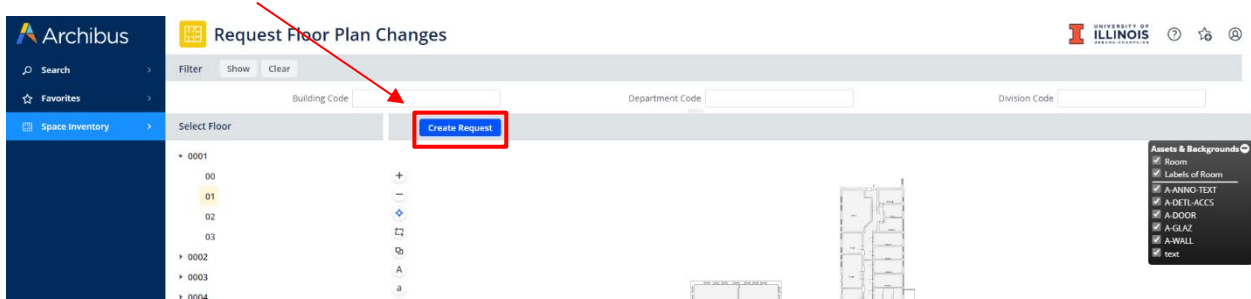 Archibus
Request Floor Plan Changes
UNIVERSITY OF
ILLINOIS
URBANA-CHAMPAIGN
Search
Filter Show Clear
Favorites
Building Code
Department Code
Division Code
Space Inventory
Select Floor
Create Request
0001
00
01
02
03
0002
0003
0004
A
a
Assets & Backgrounds
Room
Labels of Room
A-ANNO-TEXT
A-DETL-ACCS
A-DOOR
A-GLAZ
A-WALL
text